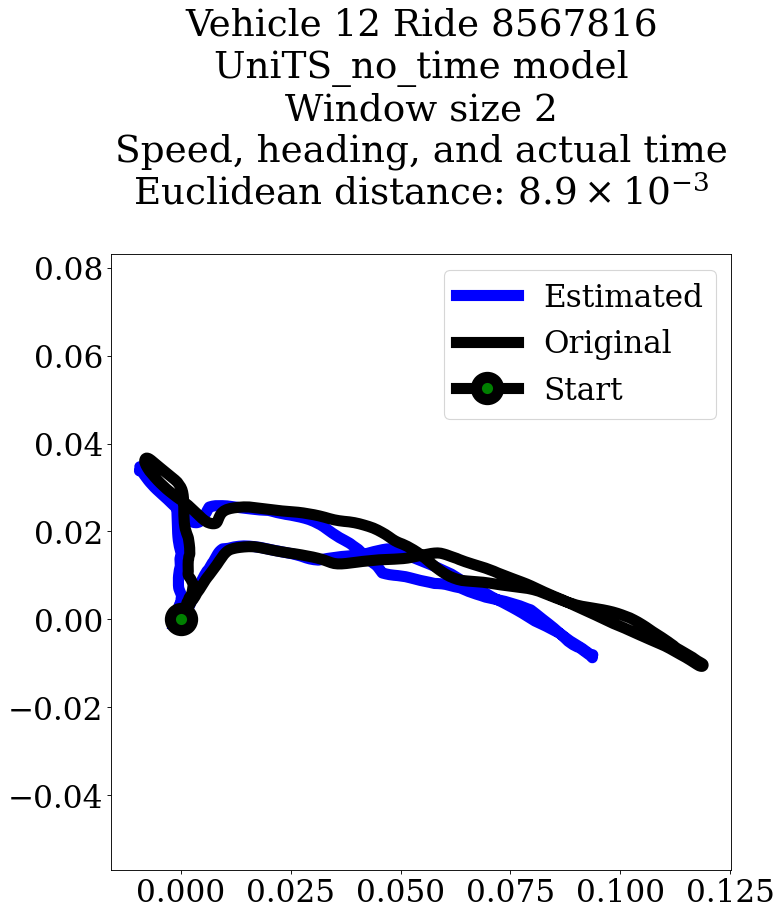 Vehicle 12 Ride 8567816
UniTS_no_time model
Window size 2
Speed, heading, and actual time
Euclidean distance: 8.9 × 10⁻³
0.08
0.06
0.04
0.02
0.00
−0.02
−0.04
Estimated
Original
Start
0.000 0.025 0.050 0.075 0.100 0.125